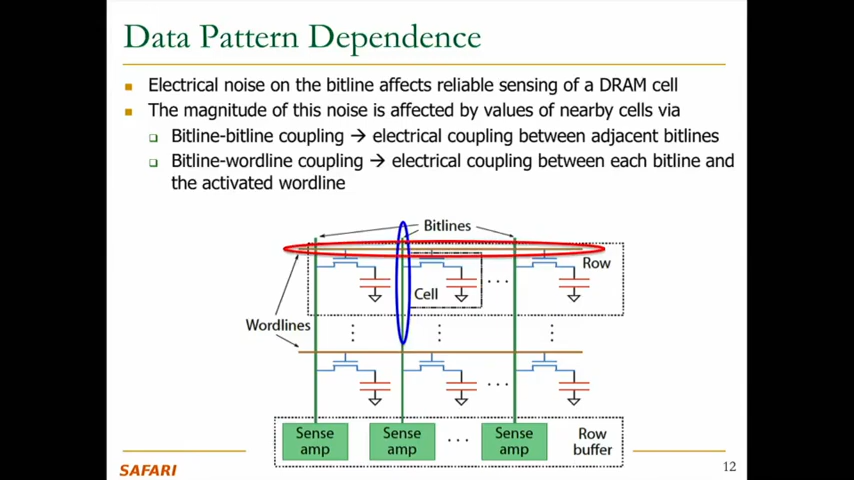 Data Pattern Dependence
Electrical noise on the bitline affects reliable sensing of a DRAM cell
The magnitude of this noise is affected by values of nearby cells via
Bitline-bitline coupling → electrical coupling between adjacent bitlines
Bitline-wordline coupling → electrical coupling between each bitline and
the activated wordline
Bitlines
Row
Cell
Wordlines
Sense
amp
Sense
amp
Sense
amp
Row
buffer
SAFARI
12